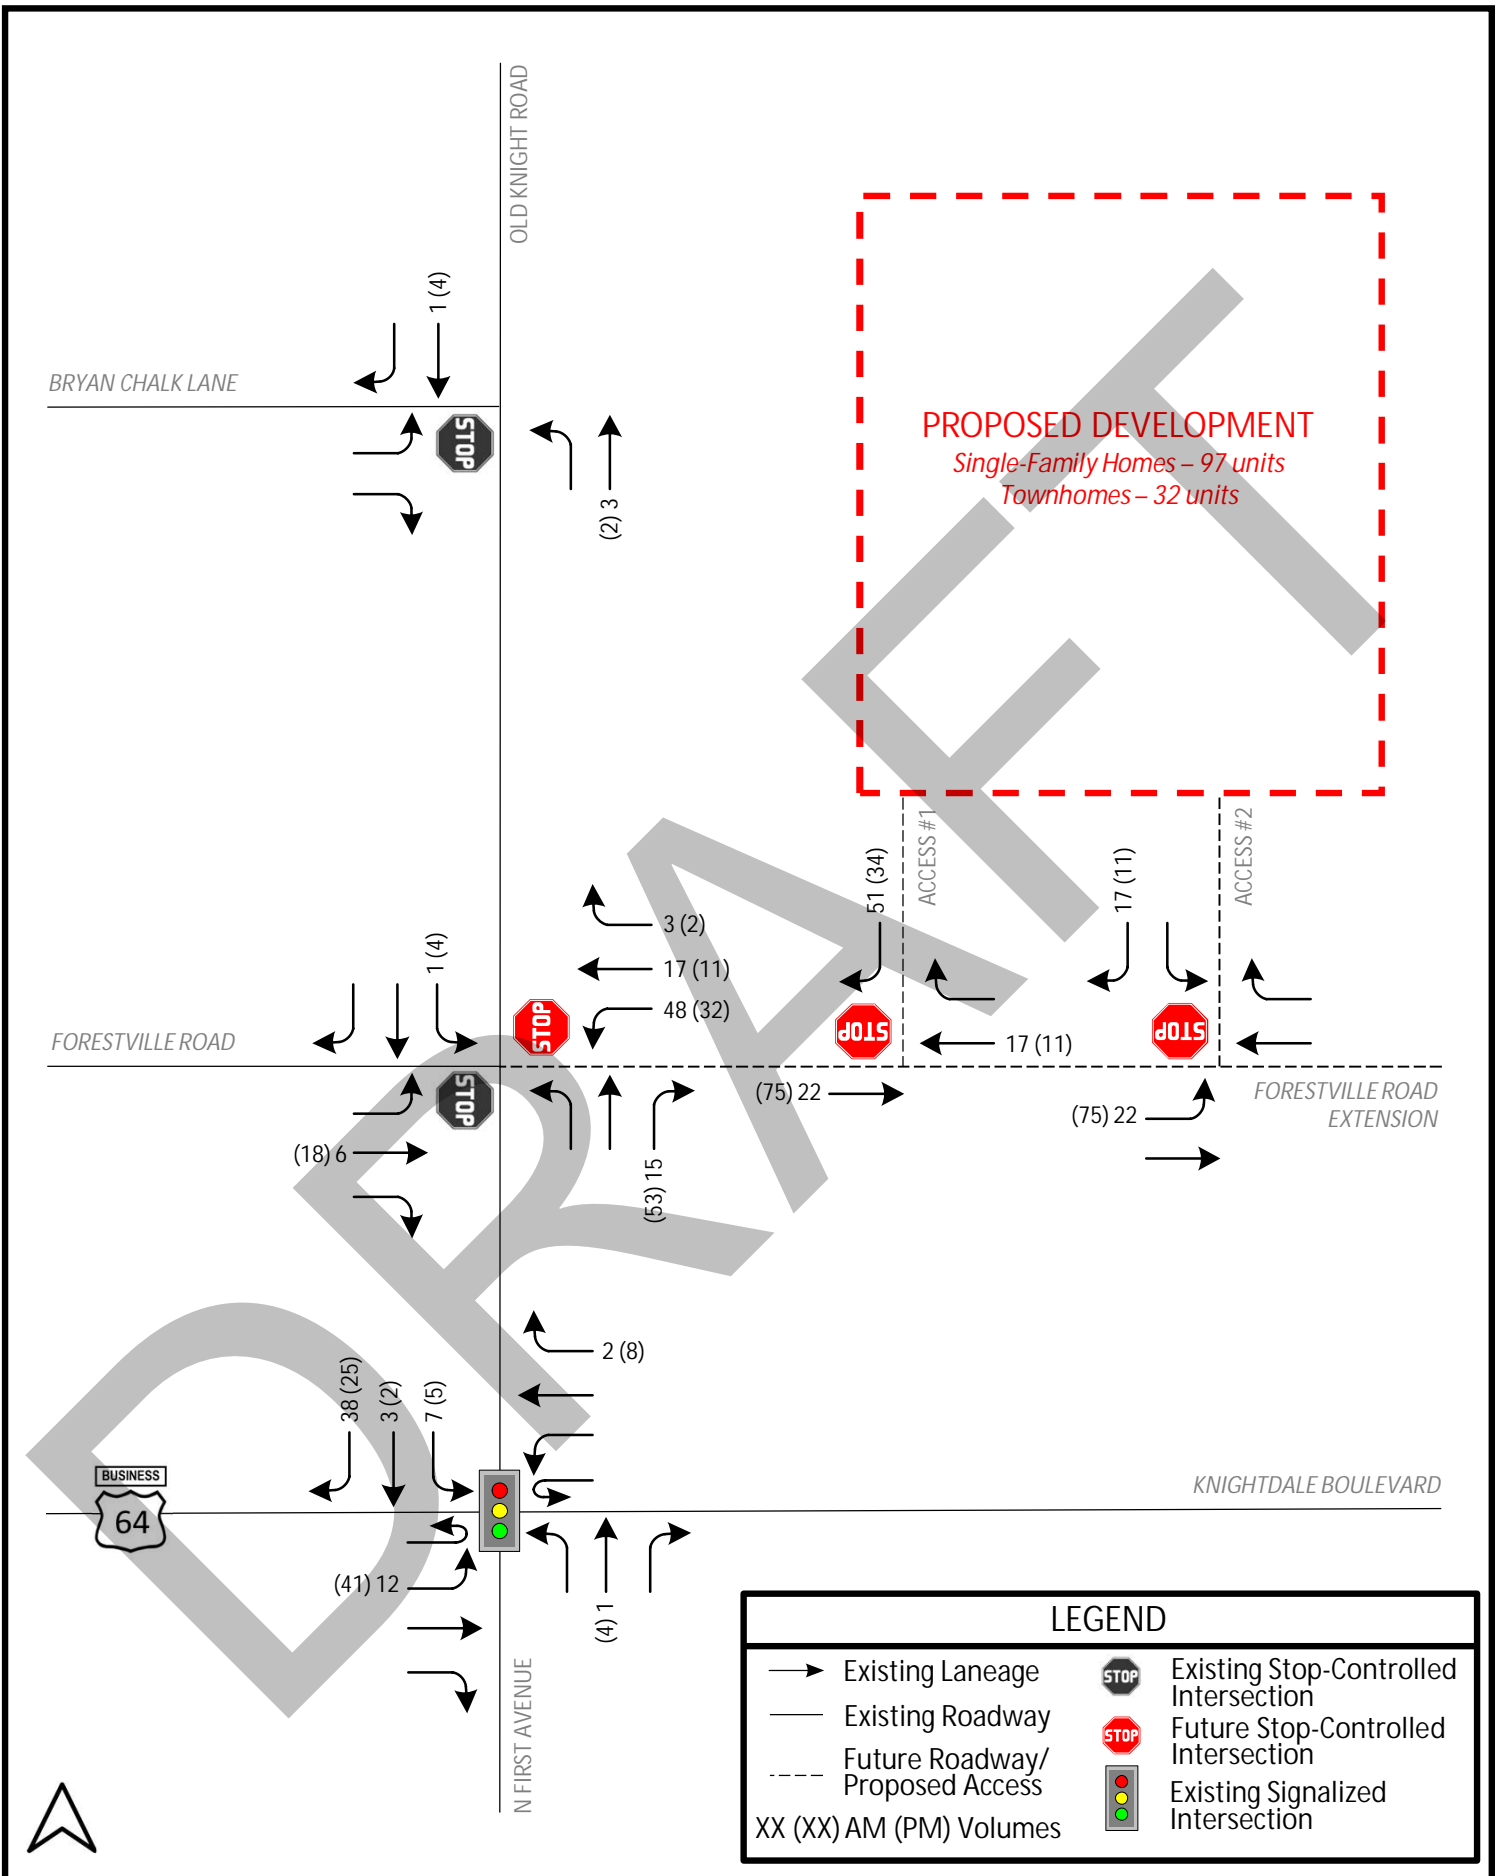 OLD KNIGHT ROAD
1 (4)
BRYAN CHALK LANE
STOP
(2) 3
PROPOSED DEVELOPMENT
Single-Family Homes – 97 units
Townhomes – 32 units
ACCESS #1
ACCESS #2
51 (34)
17 (11)
3 (2)
17 (11)
48 (32)
1 (4)
FORESTVILLE ROAD
STOP
STOP
STOP
17 (11)
STOP
(75) 22
(75) 22
FORESTVILLE ROAD
EXTENSION
(18) 6
(53) 15
2 (8)
38 (25)
3 (2)
7 (5)
BUSINESS
64
KNIGHTDALE BOULEVARD
(41) 12
(4) 1
N FIRST AVENUE
DRAFT
LEGEND
Existing Laneage
Existing Roadway
Future Roadway/
Proposed Access
XX (XX) AM (PM) Volumes
STOP
Existing Stop-Controlled
Intersection
STOP
Future Stop-Controlled
Intersection
Existing Signalized
Intersection